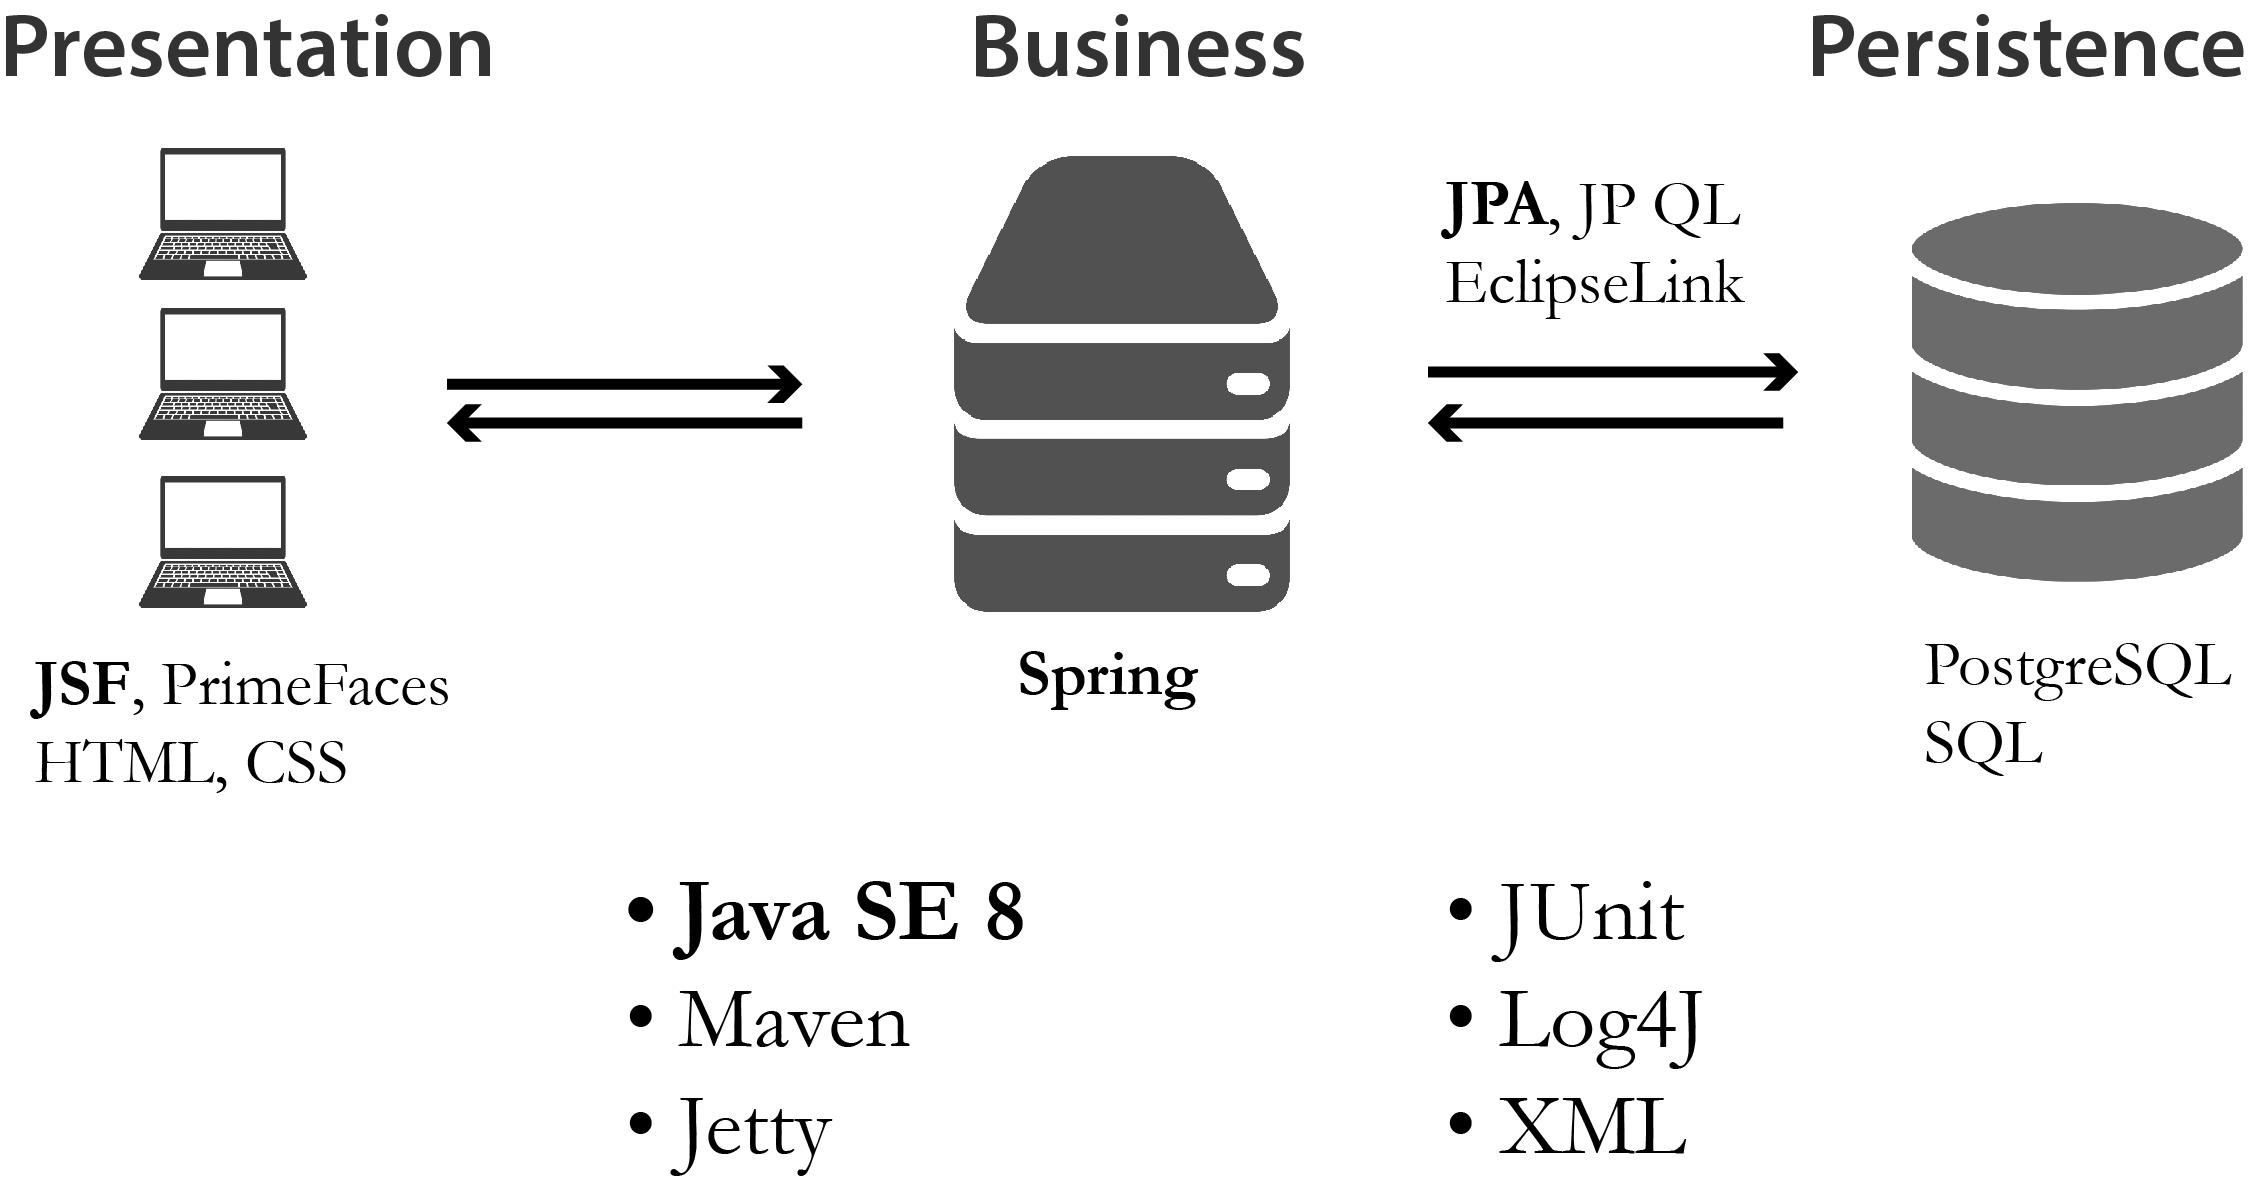 Presentation
Business
Persistence
JPA, JP QL
EclipseLink
JSF, PrimeFaces
HTML, CSS
Spring
PostgreSQL
SQL
• Java SE 8
• Maven
• Jetty
• JUnit
• Log4J
• XML